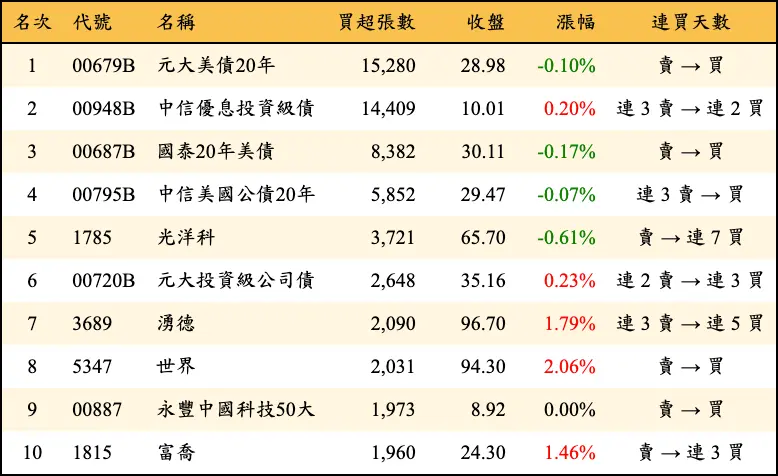 名次 代號 名稱 買超張數 收盤 漲幅 連買天數
1 00679B 元大美債20年 15,280 28.98 -0.10% 賣 → 買
2 00948B 中信優息投資級債 14,409 10.01 0.20% 連 3 賣 → 連 2 買
3 00687B 國泰20年美債 8,382 30.11 -0.17% 賣 → 買
4 00795B 中信美國公債20年 5,852 29.47 -0.07% 連 3 賣 → 買
5 1785 光洋科 3,721 65.70 -0.61% 賣 → 連 7 買
6 00720B 元大投資級公司債 2,648 35.16 0.23% 連 2 賣 → 連 3 買
7 3689 湧德 2,090 96.70 1.79% 連 3 賣 → 連 5 買
8 5347 世界 2,031 94.30 2.06% 賣 → 買
9 00887 永豐中國科技50大 1,973 8.92 0.00% 賣 → 買
10 1815 富喬 1,960 24.30 1.46% 賣 → 連 3 買